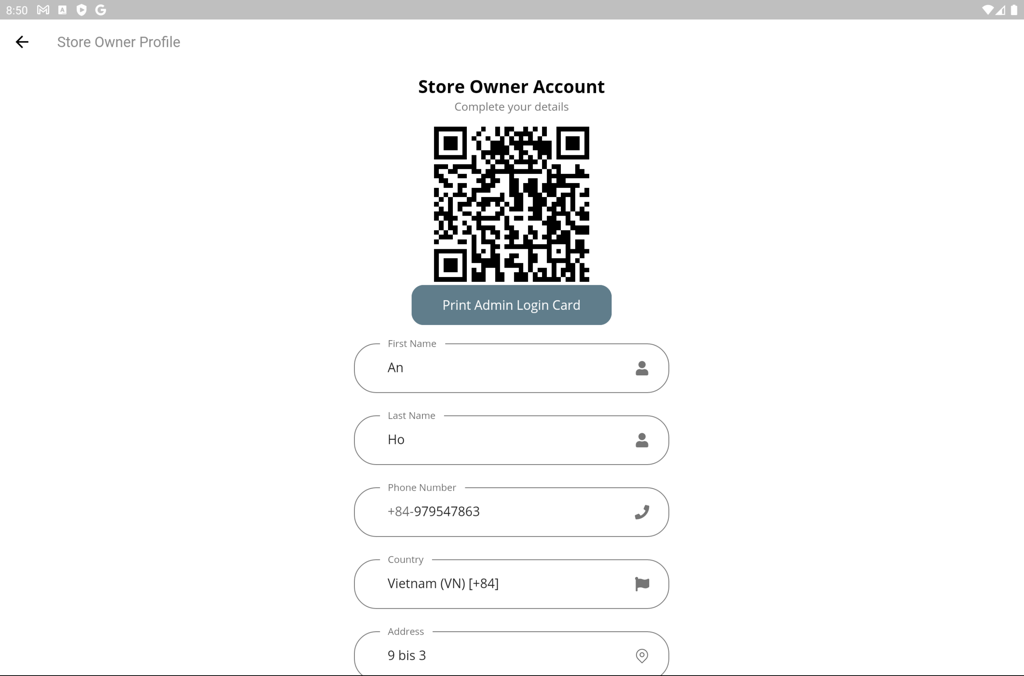 8:50
Store Owner Profile
Store Owner Account
Complete your details
Print Admin Login Card
First Name
An
Last Name
Ho
Phone Number
+84-979547863
Country
Vietnam (VN) [+84]
Address
9 bis 3